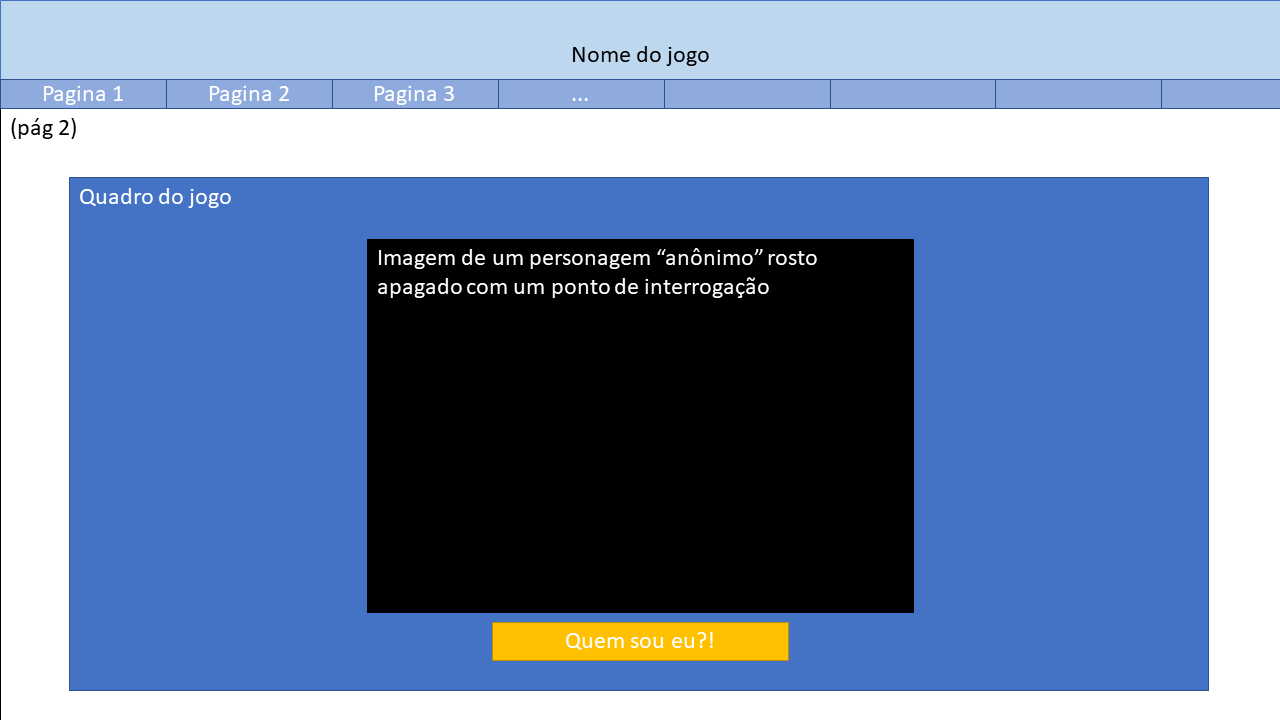 Nome do jogo
Pagina 1 Pagina 2 Pagina 3 ...
(pág 2)
Quadro do jogo
Imagem de um personagem “anônimo” rosto
apagado com um ponto de interrogação
Quem sou eu?!